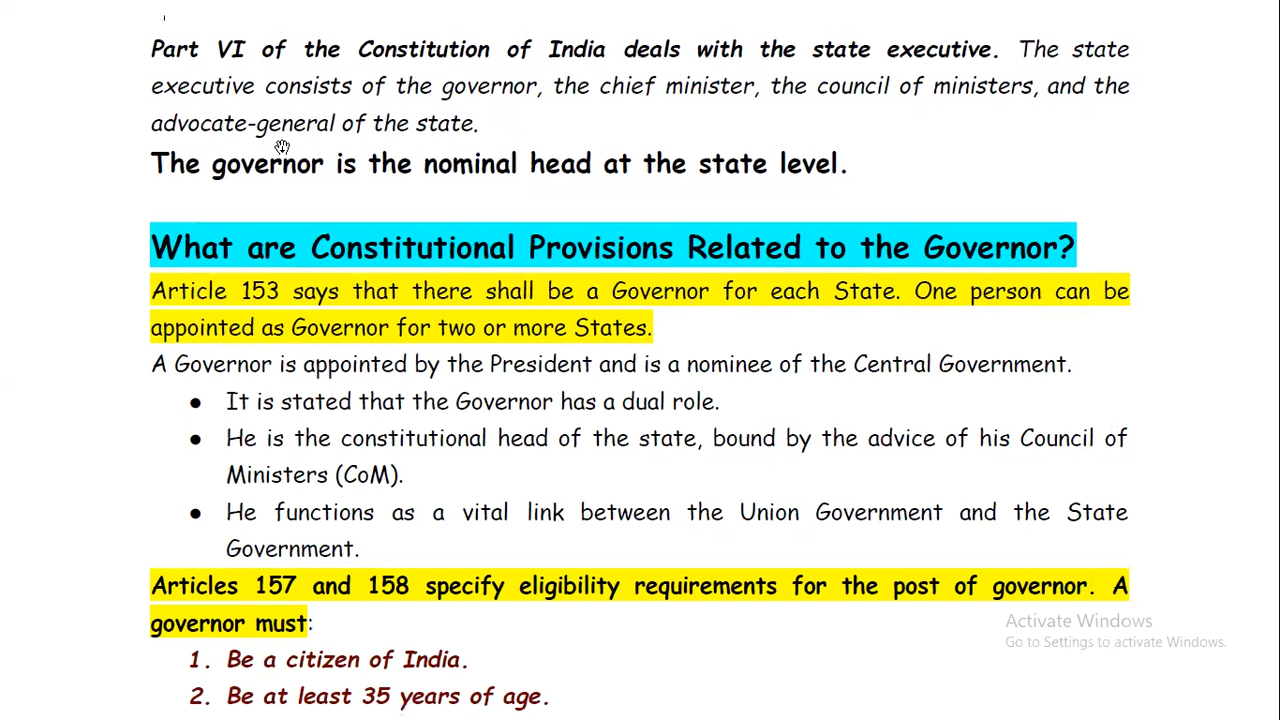 Part VI of the Constitution of India deals with the state executive. The state
executive consists of the governor, the chief minister, the council of ministers, and the
advocate-general of the state.
The governor is the nominal head at the state level.
What are Constitutional Provisions Related to the Governor?
Article 153 says that there shall be a Governor for each State. One person can be
appointed as Governor for two or more States.
A Governor is appointed by the President and is a nominee of the Central Government.
● It is stated that the Governor has a dual role.
● He is the constitutional head of the state, bound by the advice of his Council of
Ministers (CoM).
● He functions as a vital link between the Union Government and the State
Government.
Articles 157 and 158 specify eligibility requirements for the post of governor. A
governor must:
1. Be a citizen of India.
2. Be at least 35 years of age.
Activate Windows
Go to Settings to activate Windows.